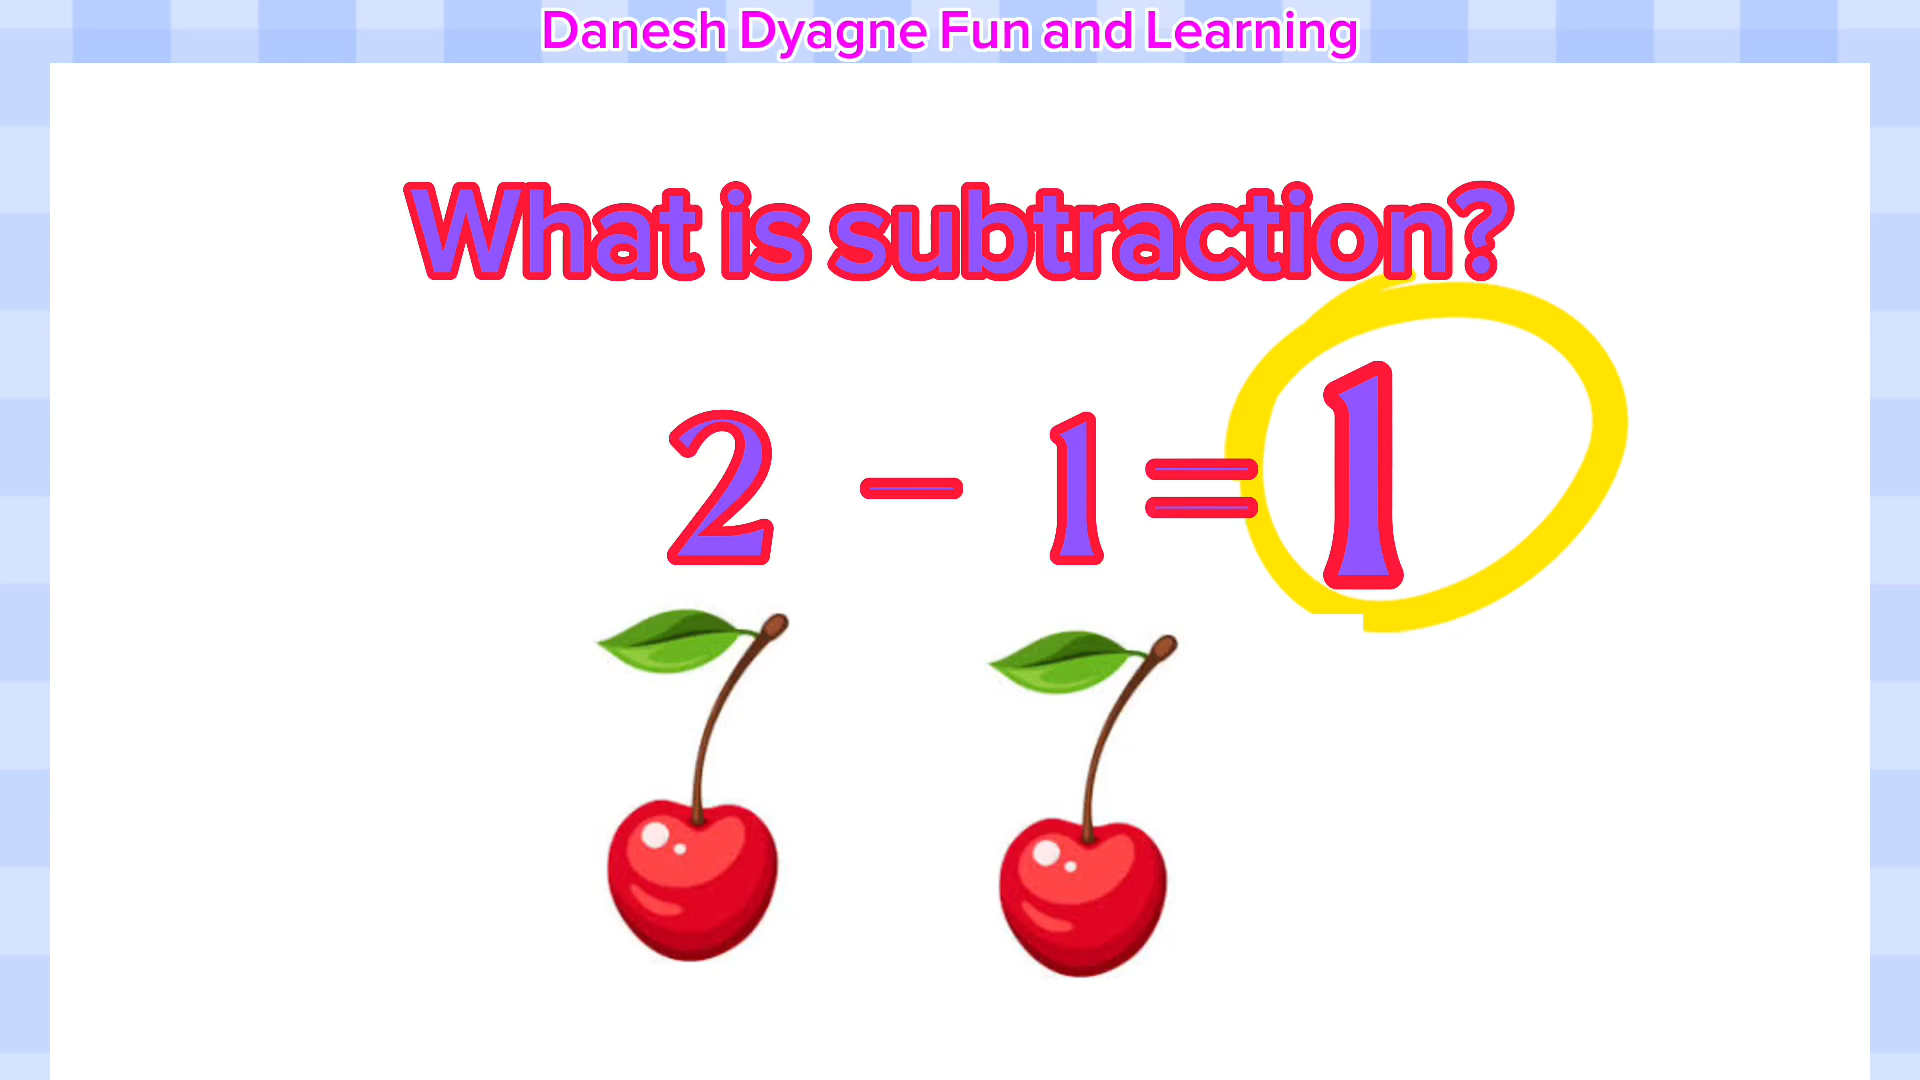 Danesh Dyagne Fun and Learning
What is subtraction?
2 - 1 = 1